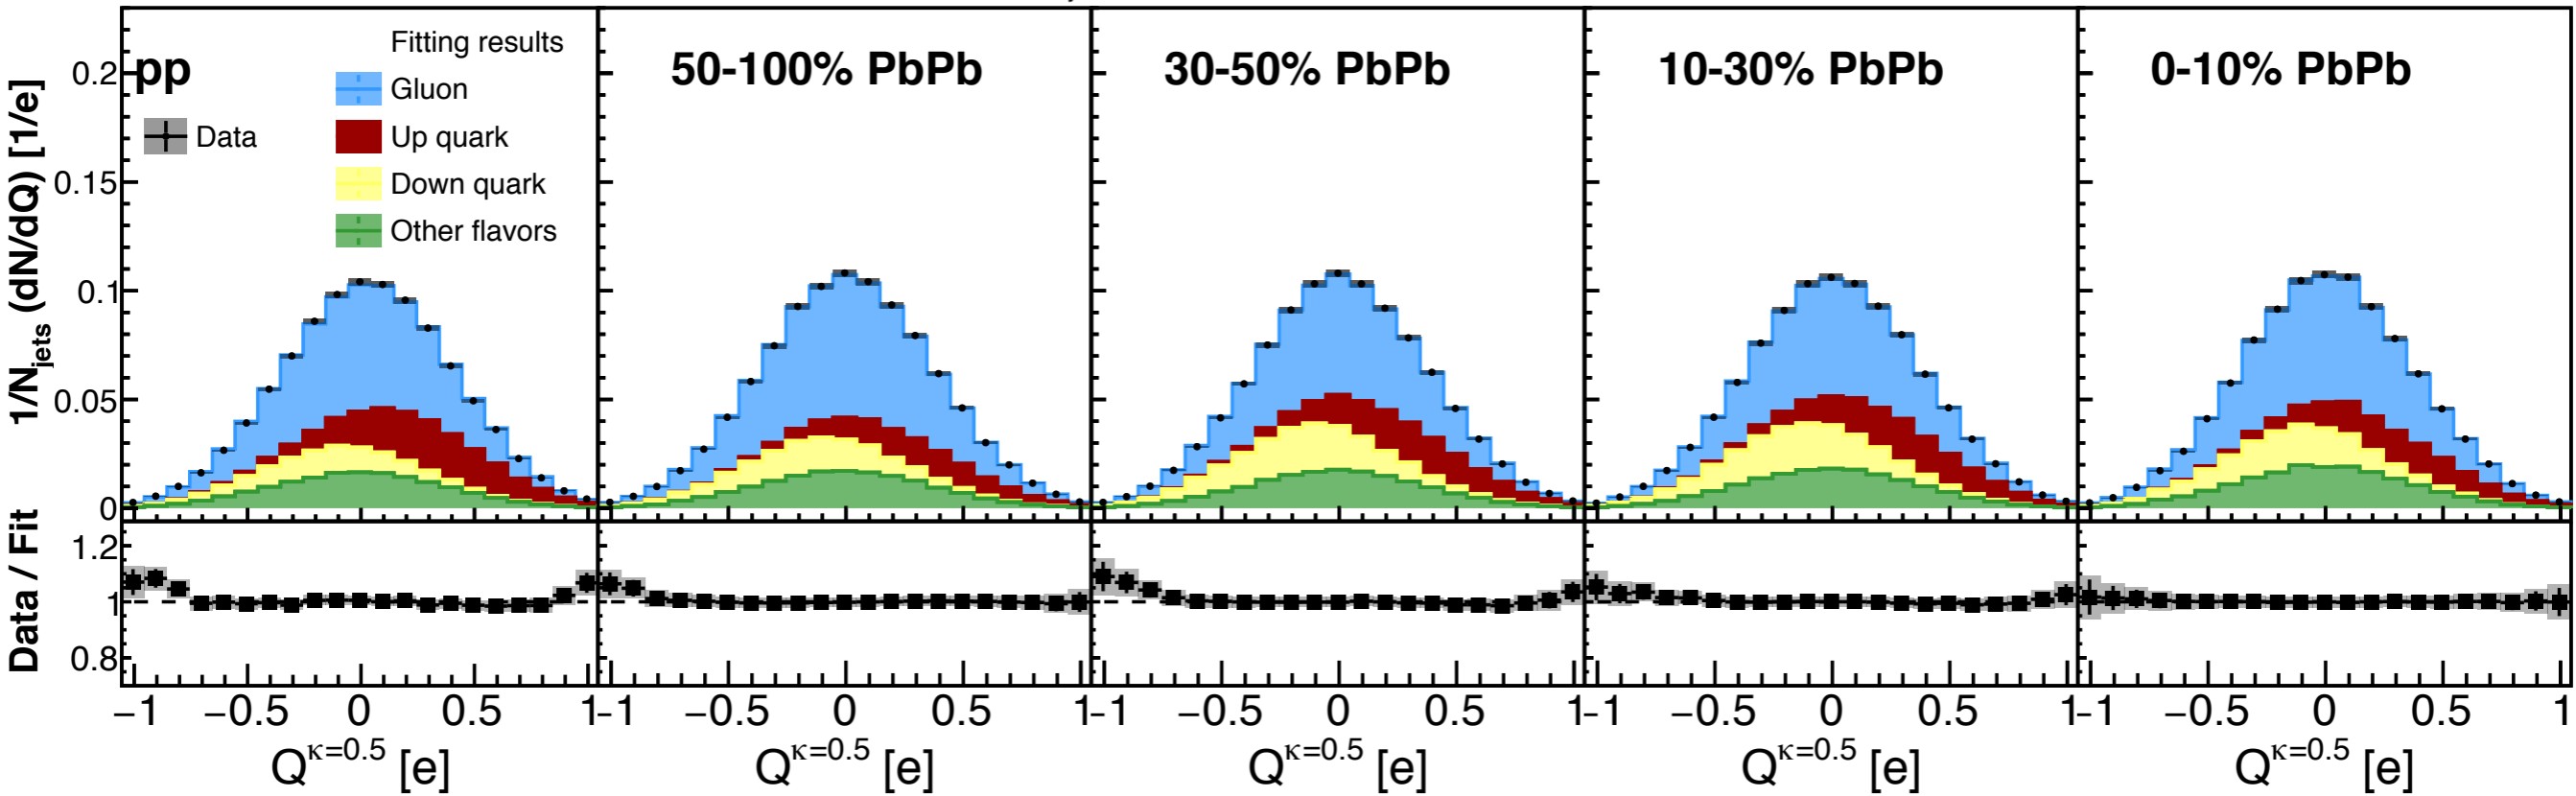 1/N_jets (dN/dQ) [1/e]
0.2
0.15
0.1
0.05
0
pp
Data
Fitting results
Gluon
Up quark
Down quark
Other flavors
50-100% PbPb
30-50% PbPb
10-30% PbPb
0-10% PbPb
Data / Fit
1.2
1
0.8
−1 −0.5 0 0.5 1
−1 −0.5 0 0.5 1
−1 −0.5 0 0.5 1
−1 −0.5 0 0.5 1
−1 −0.5 0 0.5 1
Q^κ=0.5 [e]
Q^κ=0.5 [e]
Q^κ=0.5 [e]
Q^κ=0.5 [e]
Q^κ=0.5 [e]